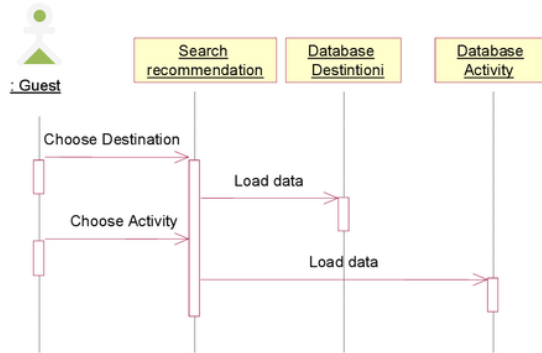 : Guest
Search
recommendation
Database
Destintioni
Database
Activity
Choose Destination
Load data
Choose Activity
Load data